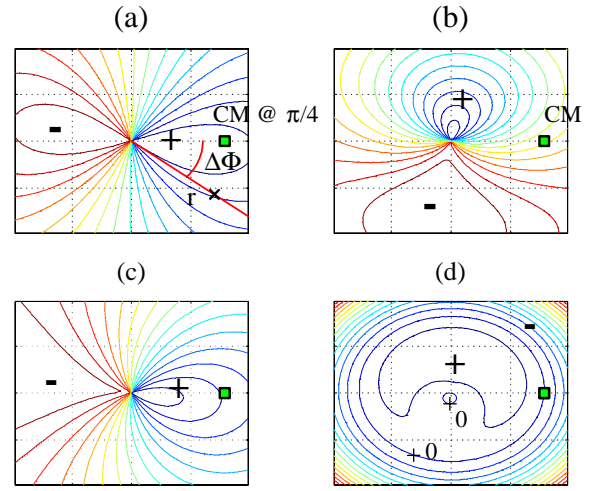 (a)
(b)
CM @ π/4
CM
- +
+
ΔΦ
r ×
-
(c)
(d)
- +
- +
+ 0
+ 0